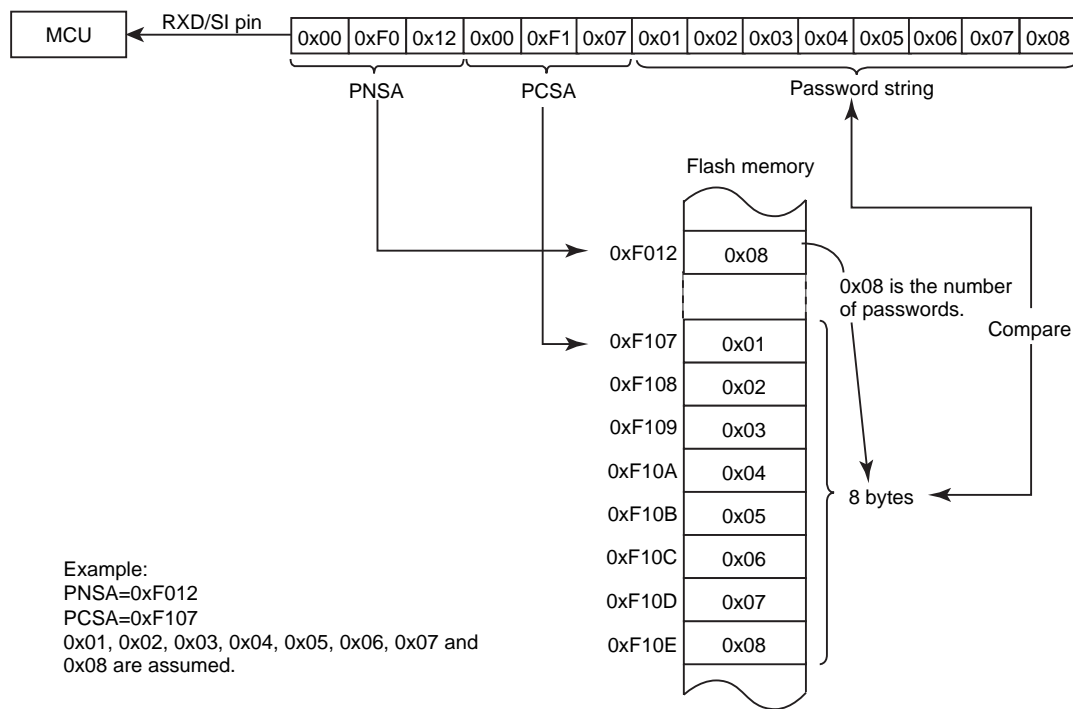 MCU
RXD/SI pin
0x00 0xF0 0x12 0x00 0xF1 0x07 0x01 0x02 0x03 0x04 0x05 0x06 0x07 0x08
PNSA PCSA Password string
Flash memory
0xF012 0x08
0x08 is the number
of passwords.
Compare
0xF107 0x01
0xF108 0x02
0xF109 0x03
0xF10A 0x04
0xF10B 0x05
0xF10C 0x06
0xF10D 0x07
0xF10E 0x08
8 bytes
Example:
PNSA=0xF012
PCSA=0xF107
0x01, 0x02, 0x03, 0x04, 0x05, 0x06, 0x07 and
0x08 are assumed.